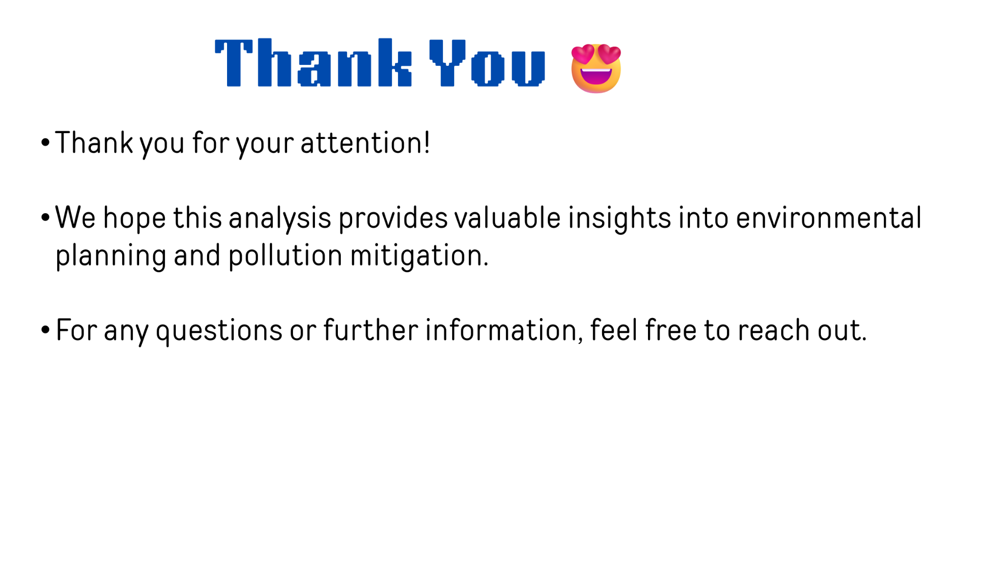 Thank You 😍
• Thank you for your attention!
• We hope this analysis provides valuable insights into environmental
planning and pollution mitigation.
• For any questions or further information, feel free to reach out.